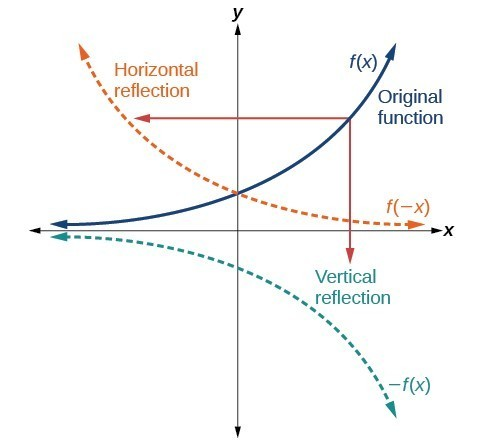 y
f(x)
Horizontal
reflection
Original
function
f(−x)
x
Vertical
reflection
−f(x)